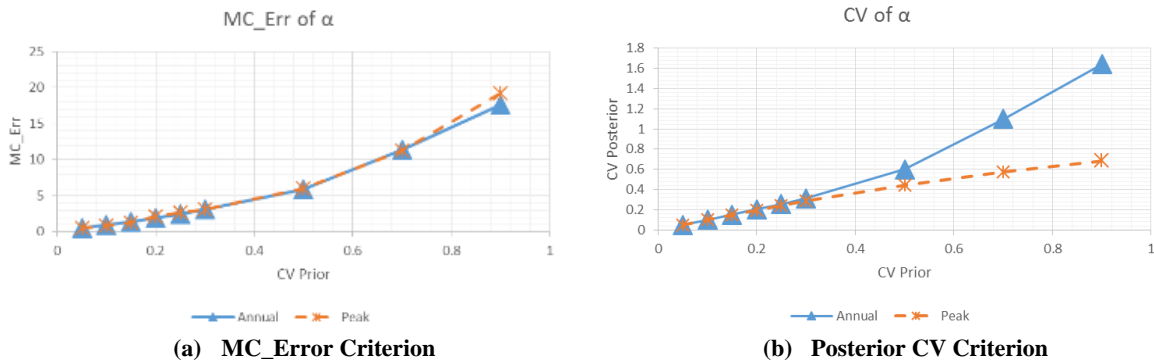 MC_Err of α
25
20
15
10
5
0
MC_Err
0 0.2 0.4 0.6 0.8 1
CV Prior
Annual Peak
(a) MC_Error Criterion
CV of α
1.8
1.6
1.4
1.2
1
0.8
0.6
0.4
0.2
0
CV Posterior
0 0.2 0.4 0.6 0.8 1
CV Prior
Annual Peak
(b) Posterior CV Criterion